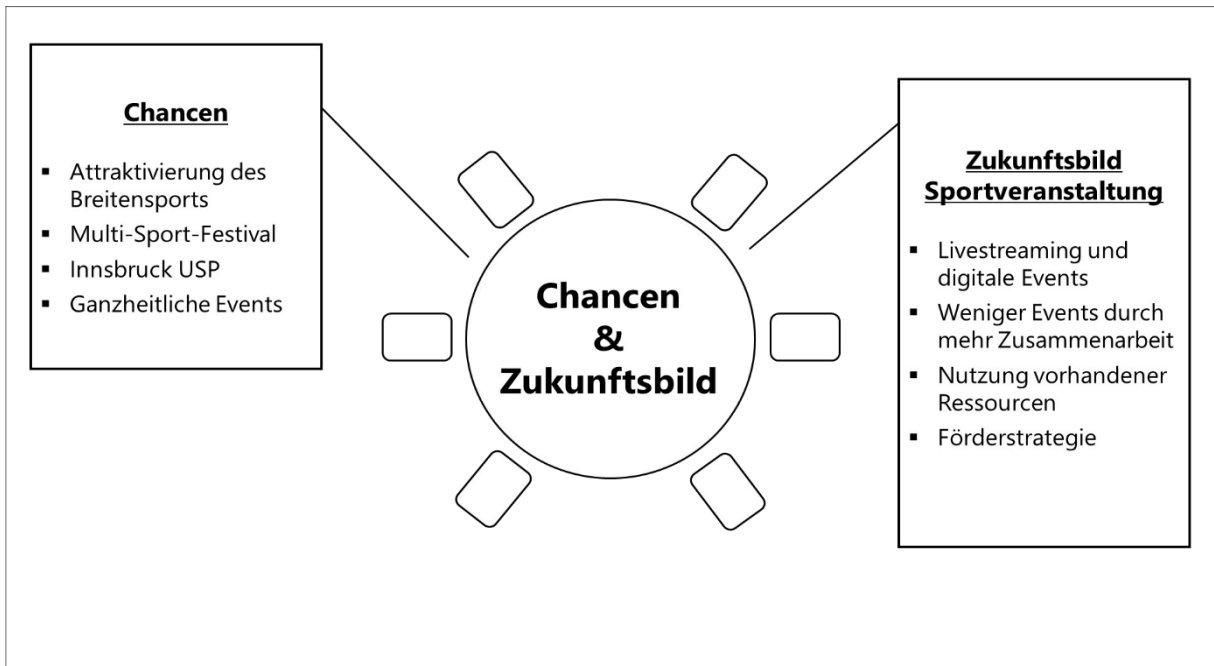 Chancen
▪ Attraktivierung des
Breitensports
▪ Multi-Sport-Festival
▪ Innsbruck USP
▪ Ganzheitliche Events
Chancen
&
Zukunftsbild
Zukunftsbild
Sportveranstaltung
▪ Livestreaming und
digitale Events
▪ Weniger Events durch
mehr Zusammenarbeit
▪ Nutzung vorhandener
Ressourcen
▪ Förderstrategie